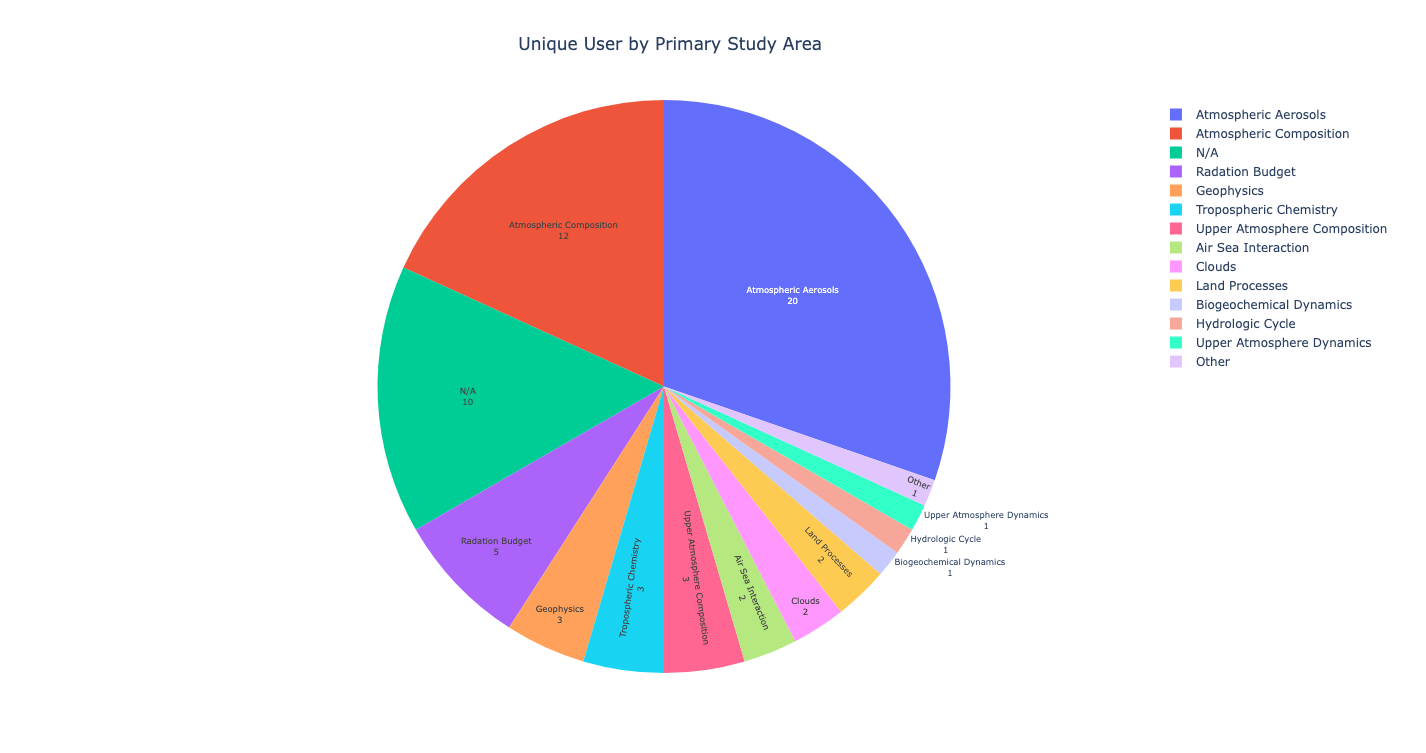 Unique User by Primary Study Area
Atmospheric Aerosols
20
Atmospheric Composition
12
N/A
10
Radation Budget
5
Geophysics
3
Tropospheric Chemistry
3
Upper Atmosphere Composition
3
Air Sea Interaction
2
Clouds
2
Land Processes
2
Biogeochemical Dynamics
1
Hydrologic Cycle
1
Upper Atmosphere Dynamics
1
Other
1
Atmospheric Aerosols
Atmospheric Composition
N/A
Radation Budget
Geophysics
Tropospheric Chemistry
Upper Atmosphere Composition
Air Sea Interaction
Clouds
Land Processes
Biogeochemical Dynamics
Hydrologic Cycle
Upper Atmosphere Dynamics
Other